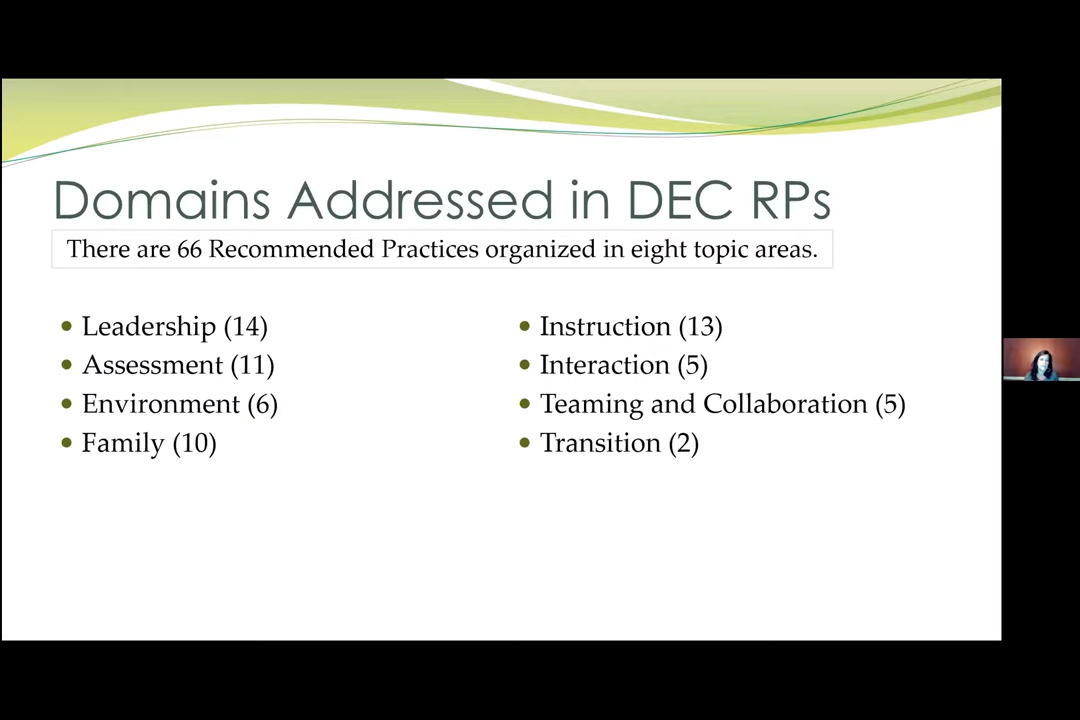 Domains Addressed in DEC RPs
There are 66 Recommended Practices organized in eight topic areas.
• Leadership (14)
• Assessment (11)
• Environment (6)
• Family (10)
• Instruction (13)
• Interaction (5)
• Teaming and Collaboration (5)
• Transition (2)